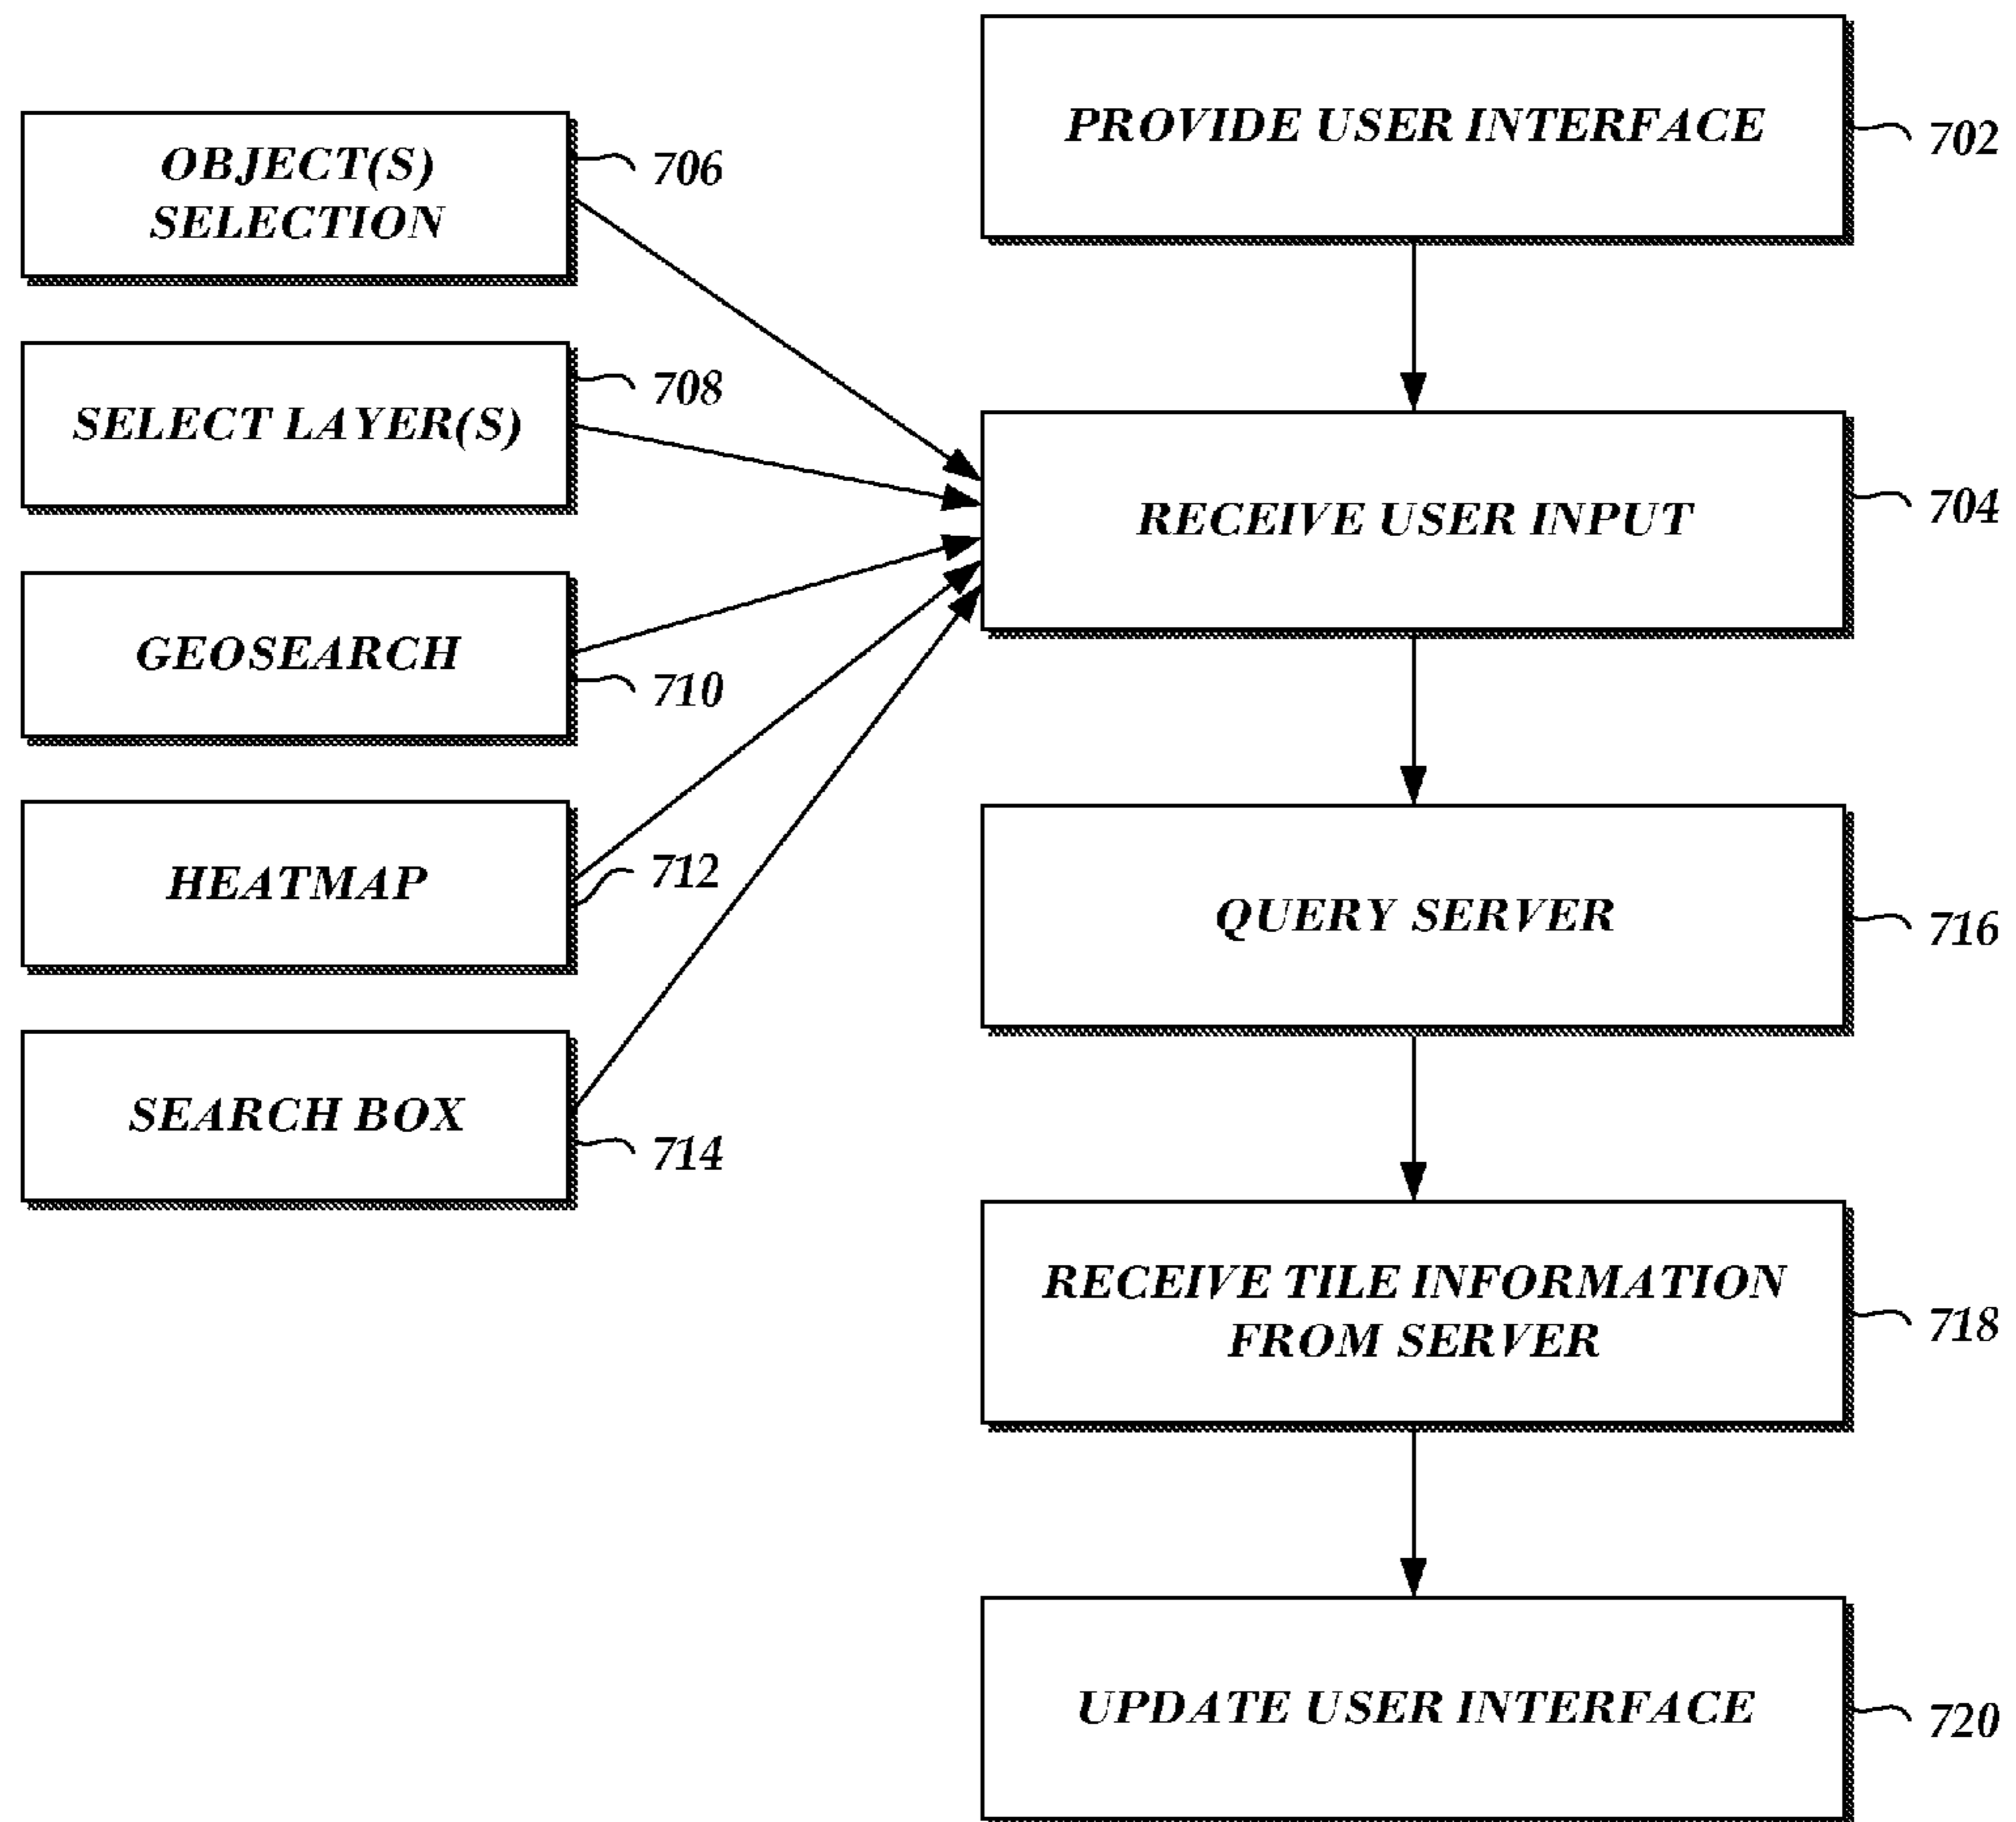 PROVIDE USER INTERFACE
702
OBJECT(S)
SELECTION
706
708
SELECT LAYER(S)
RECEIVE USER INPUT
704
GEOSEARCH
710
HEATMAP
712
QUERY SERVER
716
SEARCH BOX
714
RECEIVE TILE INFORMATION
FROM SERVER
718
UPDATE USER INTERFACE
720